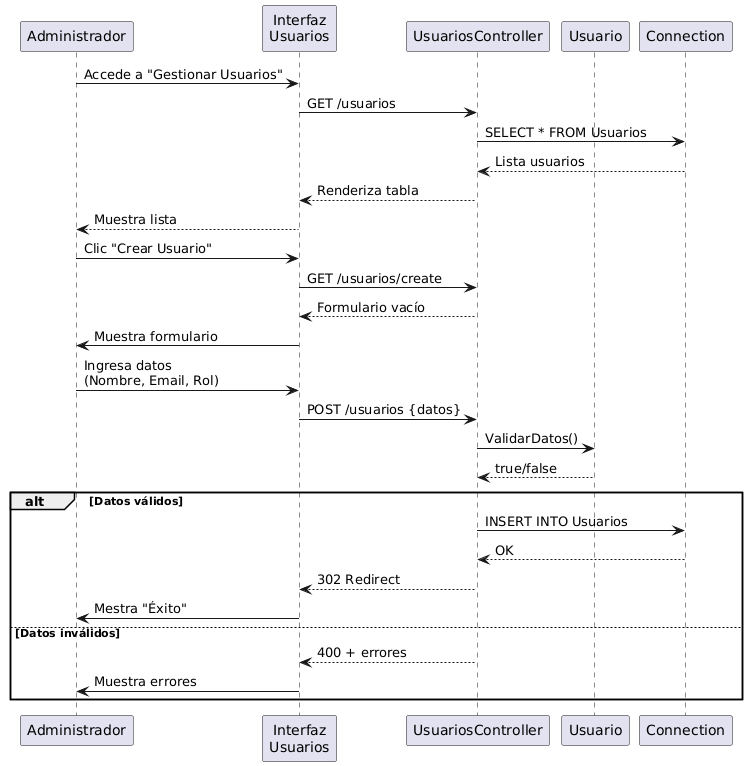 Administrador
Interfaz
Usuarios
UsuariosController
Usuario
Connection
Accede a "Gestionar Usuarios"
GET /usuarios
SELECT * FROM Usuarios
Lista usuarios
Renderiza tabla
Muestra lista
Clic "Crear Usuario"
GET /usuarios/create
Formulario vacío
Muestra formulario
Ingresa datos
(Nombre, Email, Rol)
POST /usuarios {datos}
ValidarDatos()
true/false
alt
[Datos válidos]
INSERT INTO Usuarios
OK
302 Redirect
Mestra "Éxito"
[Datos inválidos]
400 + errores
Muestra errores
Administrador
Interfaz
Usuarios
UsuariosController
Usuario
Connection